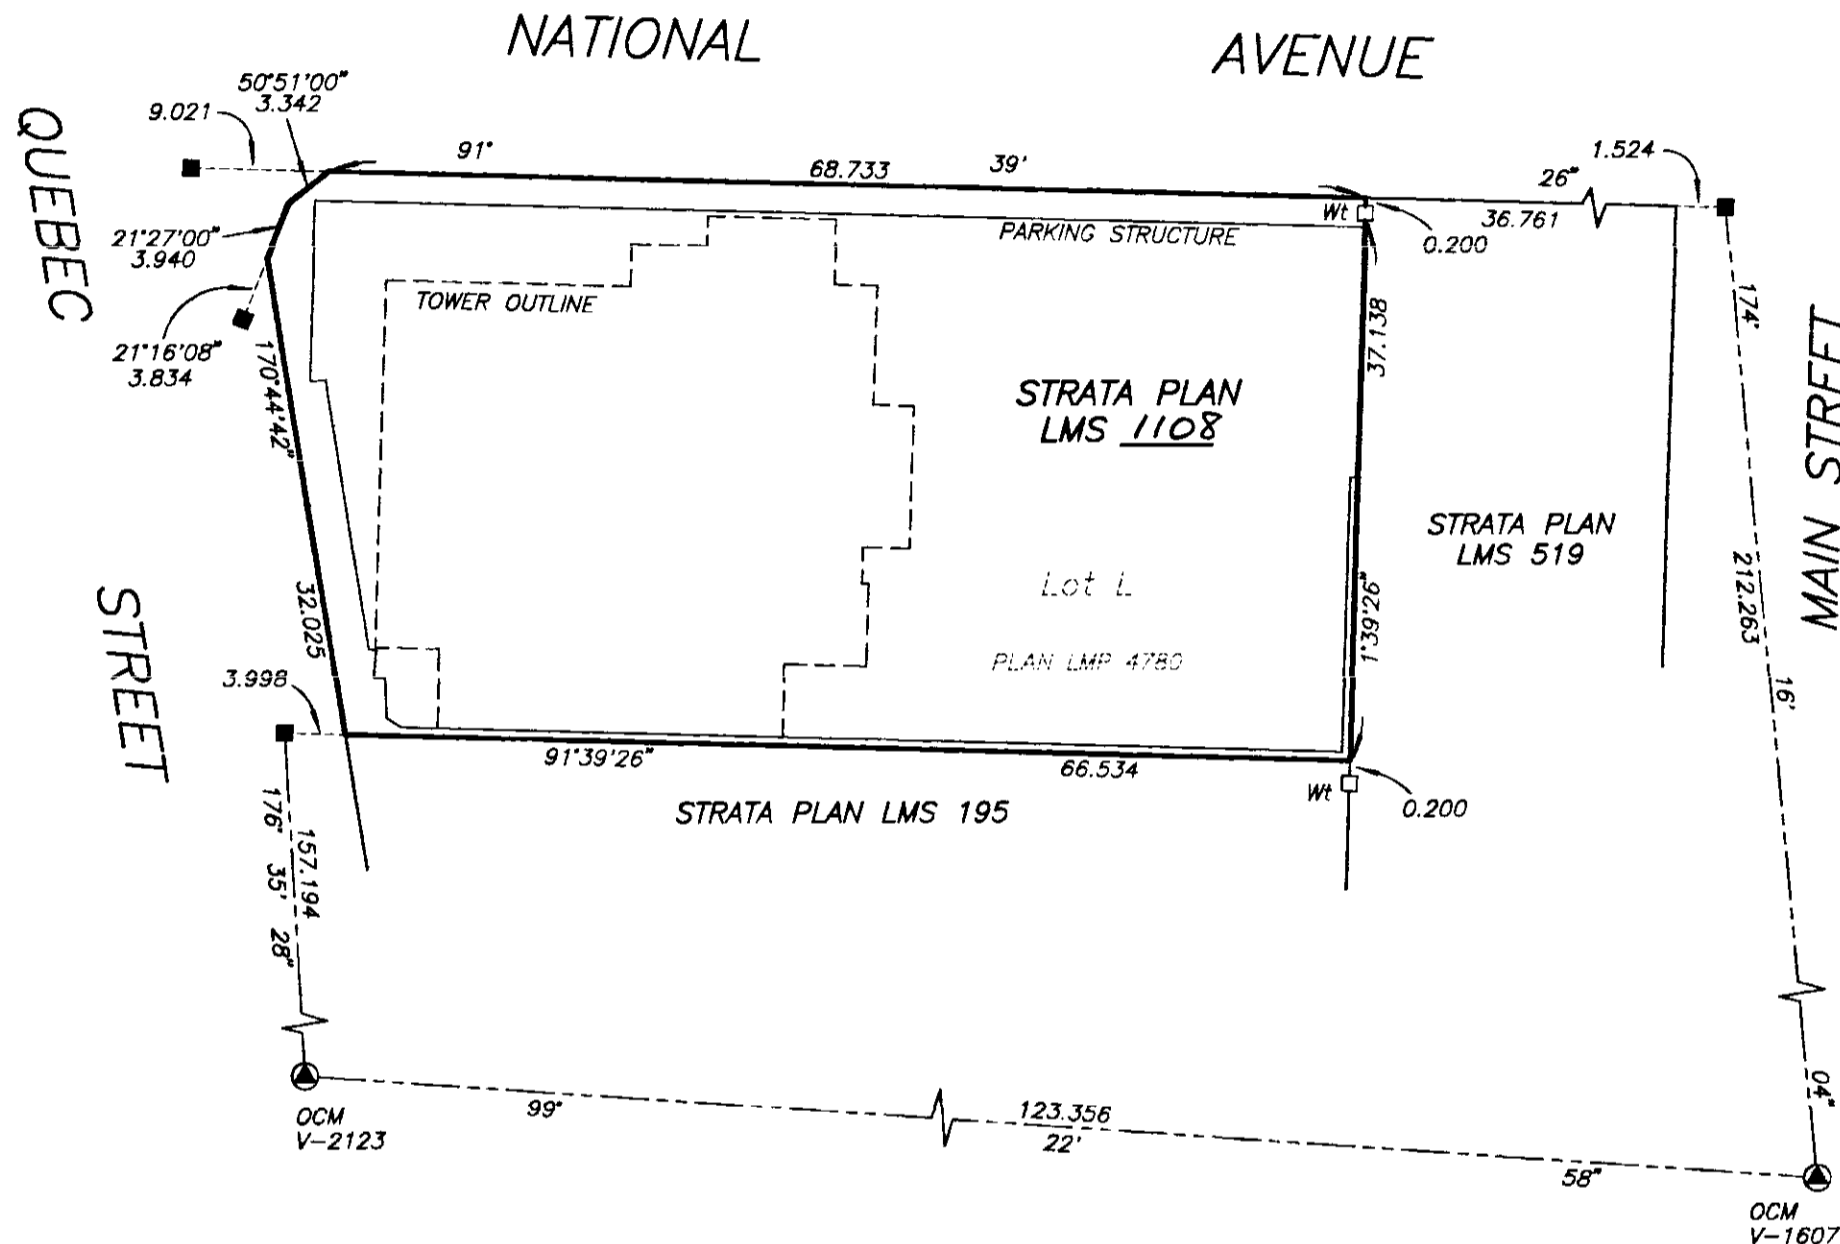 NATIONAL AVENUE
QUEBEC STREET
MAIN STREET
50°51'00"
3.342
9.021
91° 39' 26"
68.733
1.524
36.761
Wt
0.200
PARKING STRUCTURE
21°27'00"
3.940
TOWER OUTLINE
21°16'08"
3.834
170°44'42"
32.025
37.138
1°39'26"
STRATA PLAN
LMS 1108
STRATA PLAN
LMS 519
Lot L
PLAN LMP 4780
174° 16' 04"
212.263
3.998
91°39'26"
66.534
Wt
0.200
STRATA PLAN LMS 195
176° 35' 28"
157.194
OCM
V-2123
99° 22' 58"
123.356
OCM
V-1607